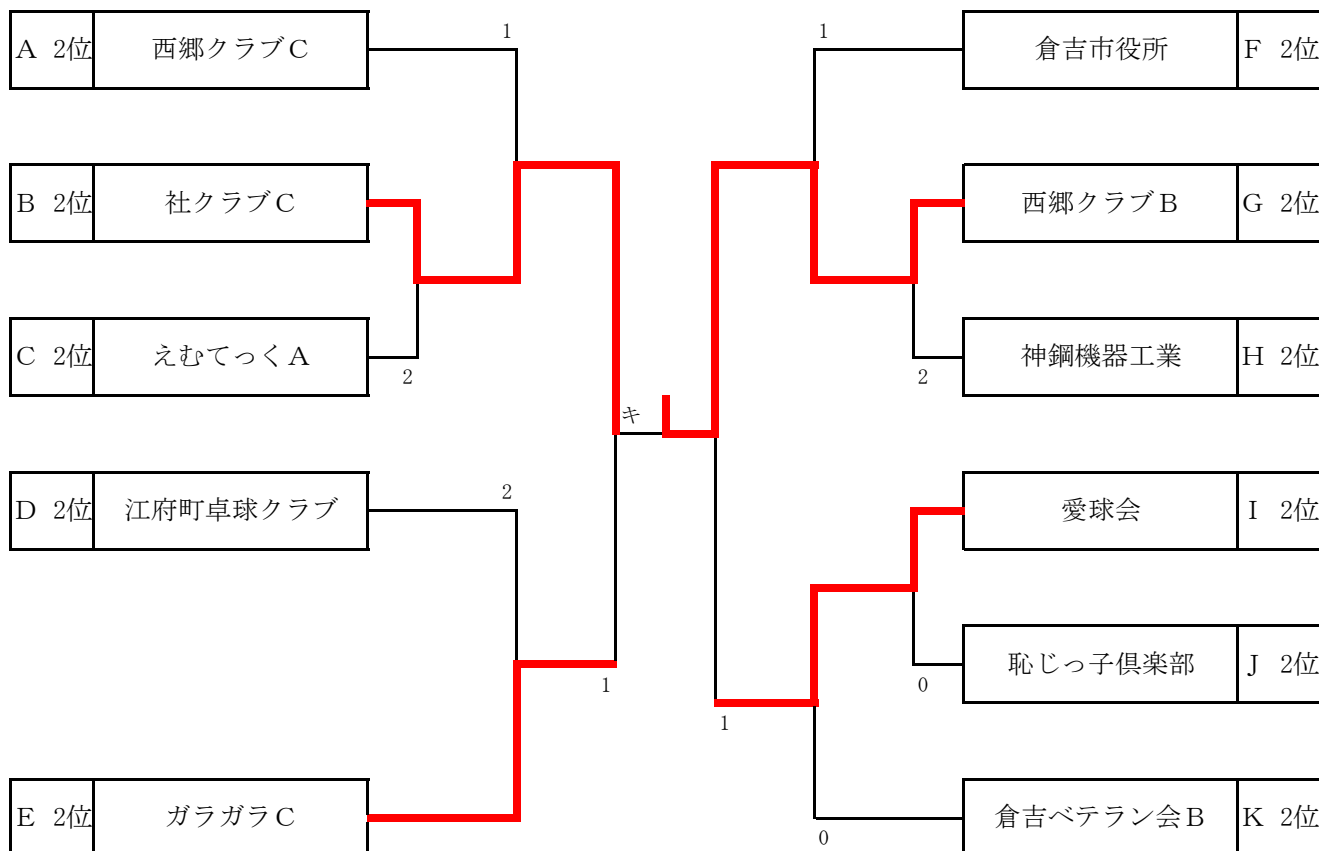 1 1
A 2位 西郷クラブC 倉吉市役所 F 2位
B 2位 社クラブC 西郷クラブB G 2位
C 2位 えむてっくA 神鋼機器工業 H 2位
2 2
キ
D 2位 江府町卓球クラブ 2 愛球会 I 2位
恥じっ子倶楽部 J 2位
1 0
1
E 2位 ガラガラC 倉吉ベテラン会B K 2位
0